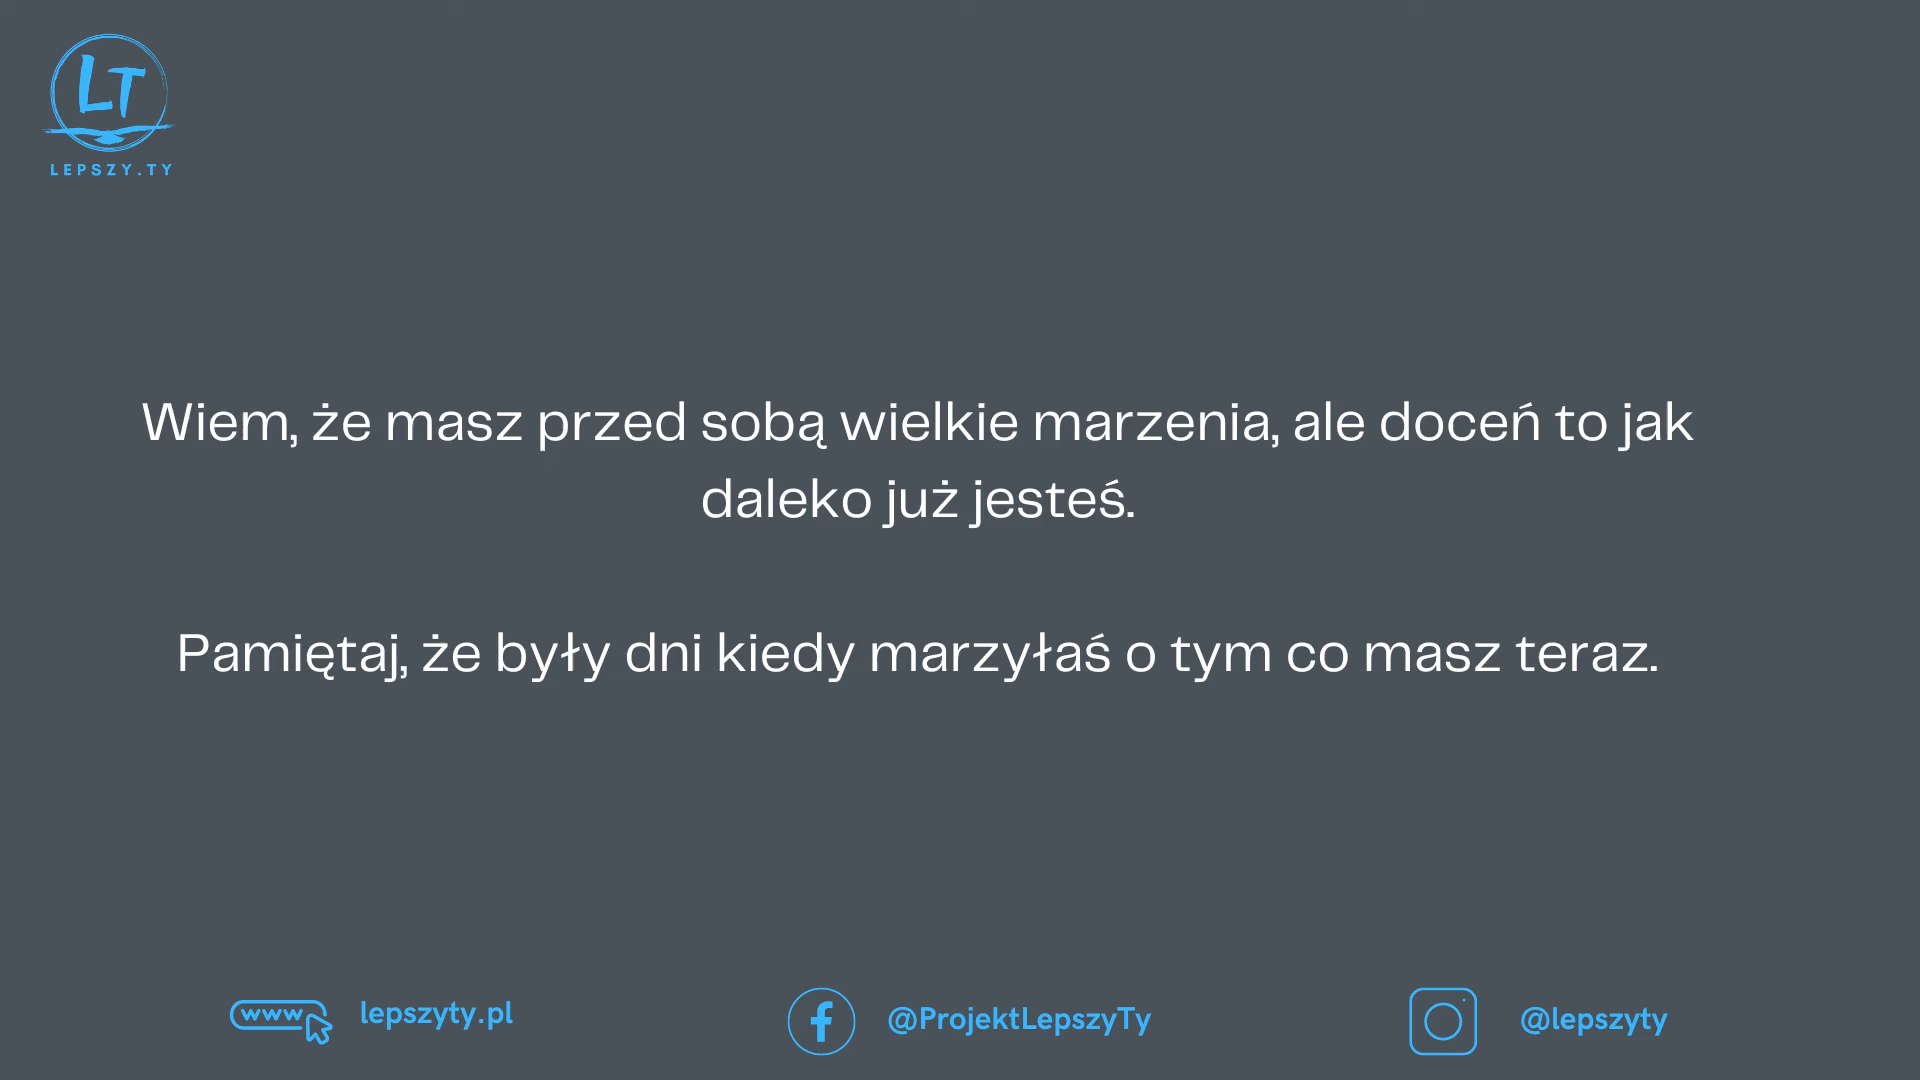 LT
LEPSZY.TY
Wiem, że masz przed sobą wielkie marzenia, ale doceń to jak
daleko już jesteś.
Pamiętaj, że były dni kiedy marzyłaś o tym co masz teraz.
www
lepszyty.pl
@ProjektLepszyTy
@lepszyty